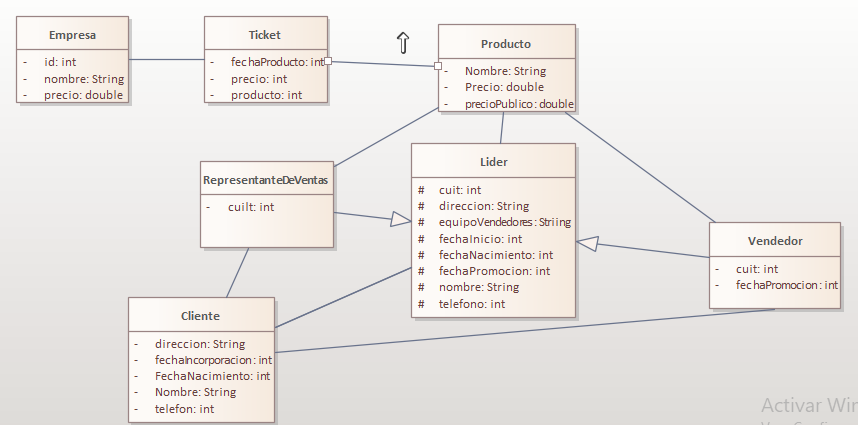 Empresa
- id: int
- nombre: String
- precio: double
Ticket
- fechaProducto: int
- precio: int
- producto: int
Producto
- Nombre: String
- Precio: double
- precioPublico: double
RepresentanteDeVentas
- cuilt: int
Lider
# cuit: int
# direccion: String
# equipoVendedores: Striing
# fechaInicio: int
# fechaNacimiento: int
# fechaPromocion: int
# nombre: String
# telefono: int
Vendedor
- cuit: int
- fechaPromocion: int
Cliente
- direccion: String
- fechaIncorporacion: int
- FechaNacimiento: int
- Nombre: String
- telefon: int
Activar Win